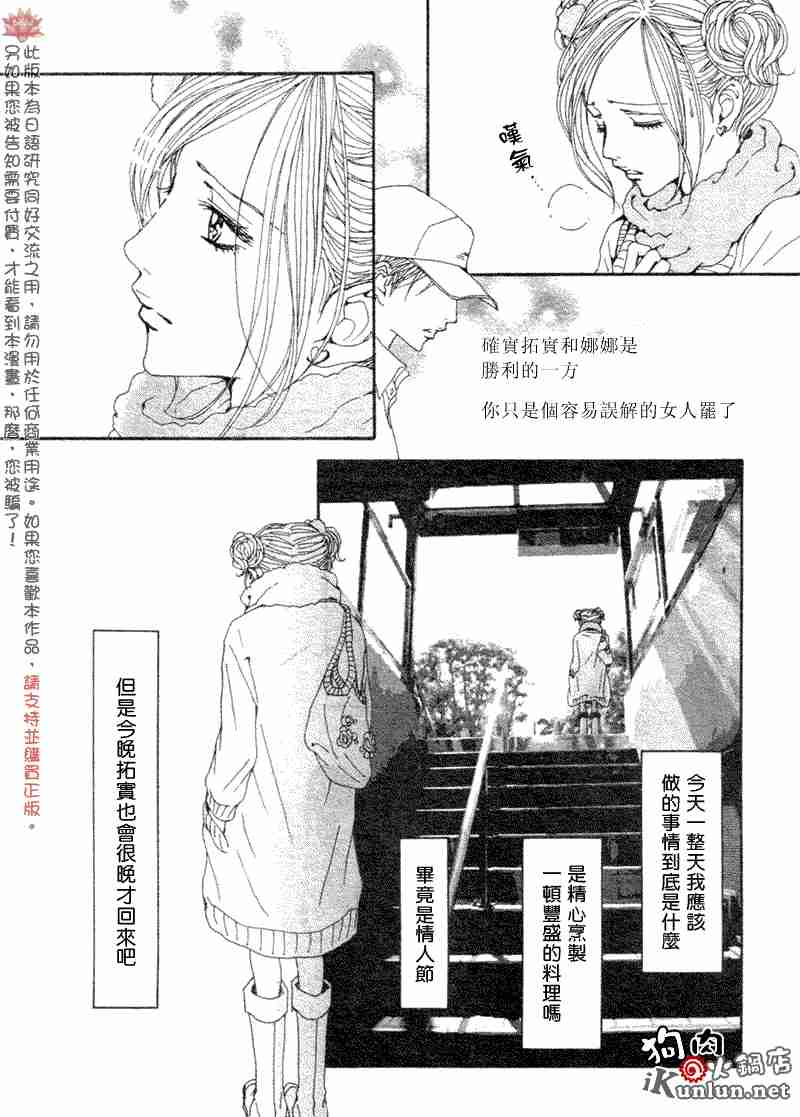 嘆氣…
確實拓實和娜娜是
勝利的一方
你只是個容易誤解的女人罷了
今天一整天我應該
做的事情到底是什麼
是精心烹製
一頓豐盛的料理嗎
畢竟是情人節
但是今晚拓實也會很晚才回來吧
此版本為日語研究同好交流之用，請勿用於任何商業用途。如果您喜歡本作品，請支持並購買正版。
另如果您被告知需要付費，才能看到本漫畫，那麼，您被騙了！
狗肉火鍋店
iKunlun.net